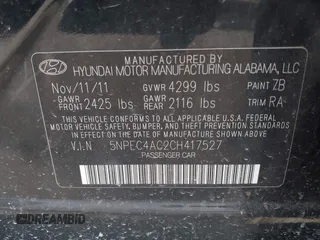 MANUFACTURED BY
HYUNDAI MOTOR MANUFACTURING ALABAMA, LLC
Nov/11/11 GVWR 4299 lbs PAINT ZB
GAWR FRONT 2425 lbs GAWR REAR 2116 lbs TRIM RA
THIS VEHICLE CONFORMS TO ALL APPLICABLE
U.S. FEDERAL MOTOR VEHICLE SAFETY, BUMPER, AND
THEFT PREVENTION STANDARDS IN EFFECT ON
THE DATE OF MANUFACTURE SHOWN ABOVE.
V.I.N 5NPEC4AC2CH417527
PASSENGER CAR
DREAMBID